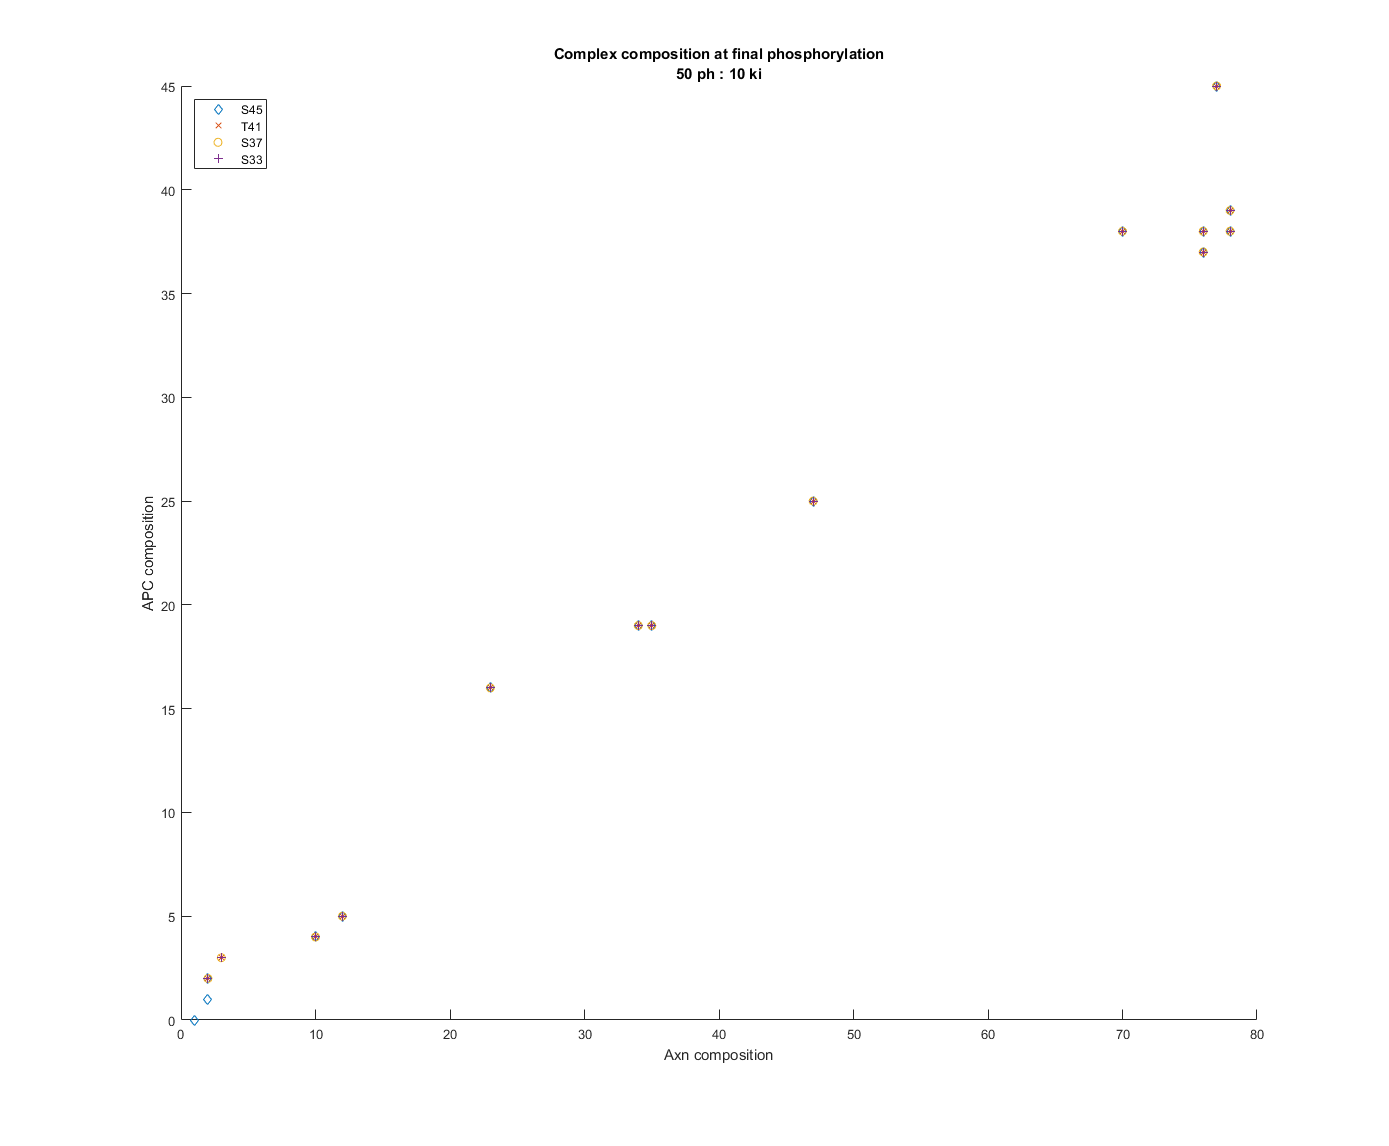 Complex composition at final phosphorylation
50 ph : 10 ki
45
40
35
30
25
20
15
10
5
0
S45
T41
S37
S33
APC composition
0 10 20 30 40 50 60 70 80
Axn composition